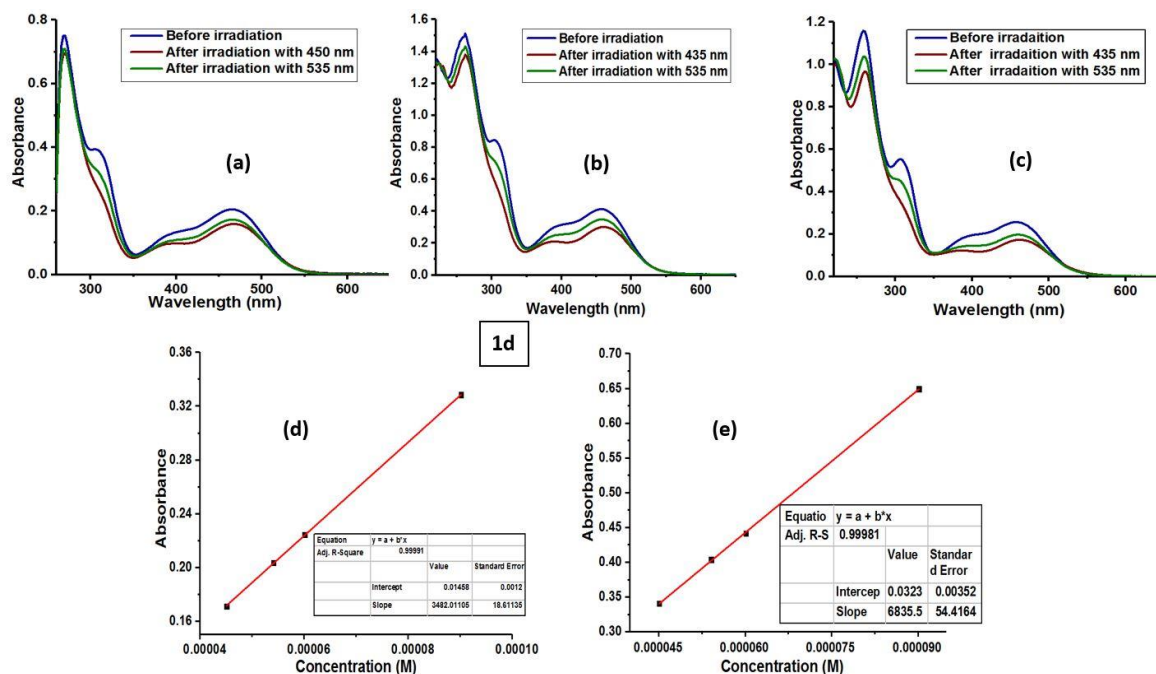 Before irradiation
After irradiation with 450 nm
After irradiation with 535 nm
(a)
Absorbance
0.8
0.6
0.4
0.2
0.0
300 400 500 600
Wavelength (nm)
Before irradiation
After irradiation with 435 nm
After irradiation with 535 nm
(b)
Absorbance
1.6
1.4
1.2
1.0
0.8
0.6
0.4
0.2
0.0
300 400 500 600
Wavelength (nm)
Before irradaition
After irradaition with 435 nm
After irradaition with 535 nm
(c)
Absorbance
1.2
1.0
0.8
0.6
0.4
0.2
0.0
300 400 500 600
Wavelength (nm)
1d
(d)
Absorbance
0.36
0.32
0.28
0.24
0.20
0.16
0.00004 0.00006 0.00008 0.00010
Concentration (M)
Equation y = a + b*x
Adj. R-Square 0.99991
Value Standard Error
Intercept 0.01458 0.0012
Slope 3482.01105 18.61135
(e)
Absorbance
0.70
0.65
0.60
0.55
0.50
0.45
0.40
0.35
0.30
0.000045 0.000060 0.000075 0.000090
Concentration (M)
Equatio y = a + b*x
Adj. R-S 0.99981
Value Standar
d Error
Intercep 0.0323 0.00352
Slope 6835.5 54.4164